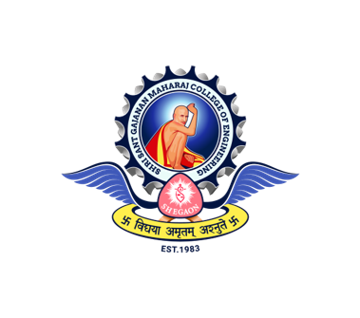 SHRI SANT GAJANAN MAHARAJ COLLEGE OF ENGINEERING
SHEGAON
卐 विद्यया अमृतम् अश्नुते 卐
EST.1983